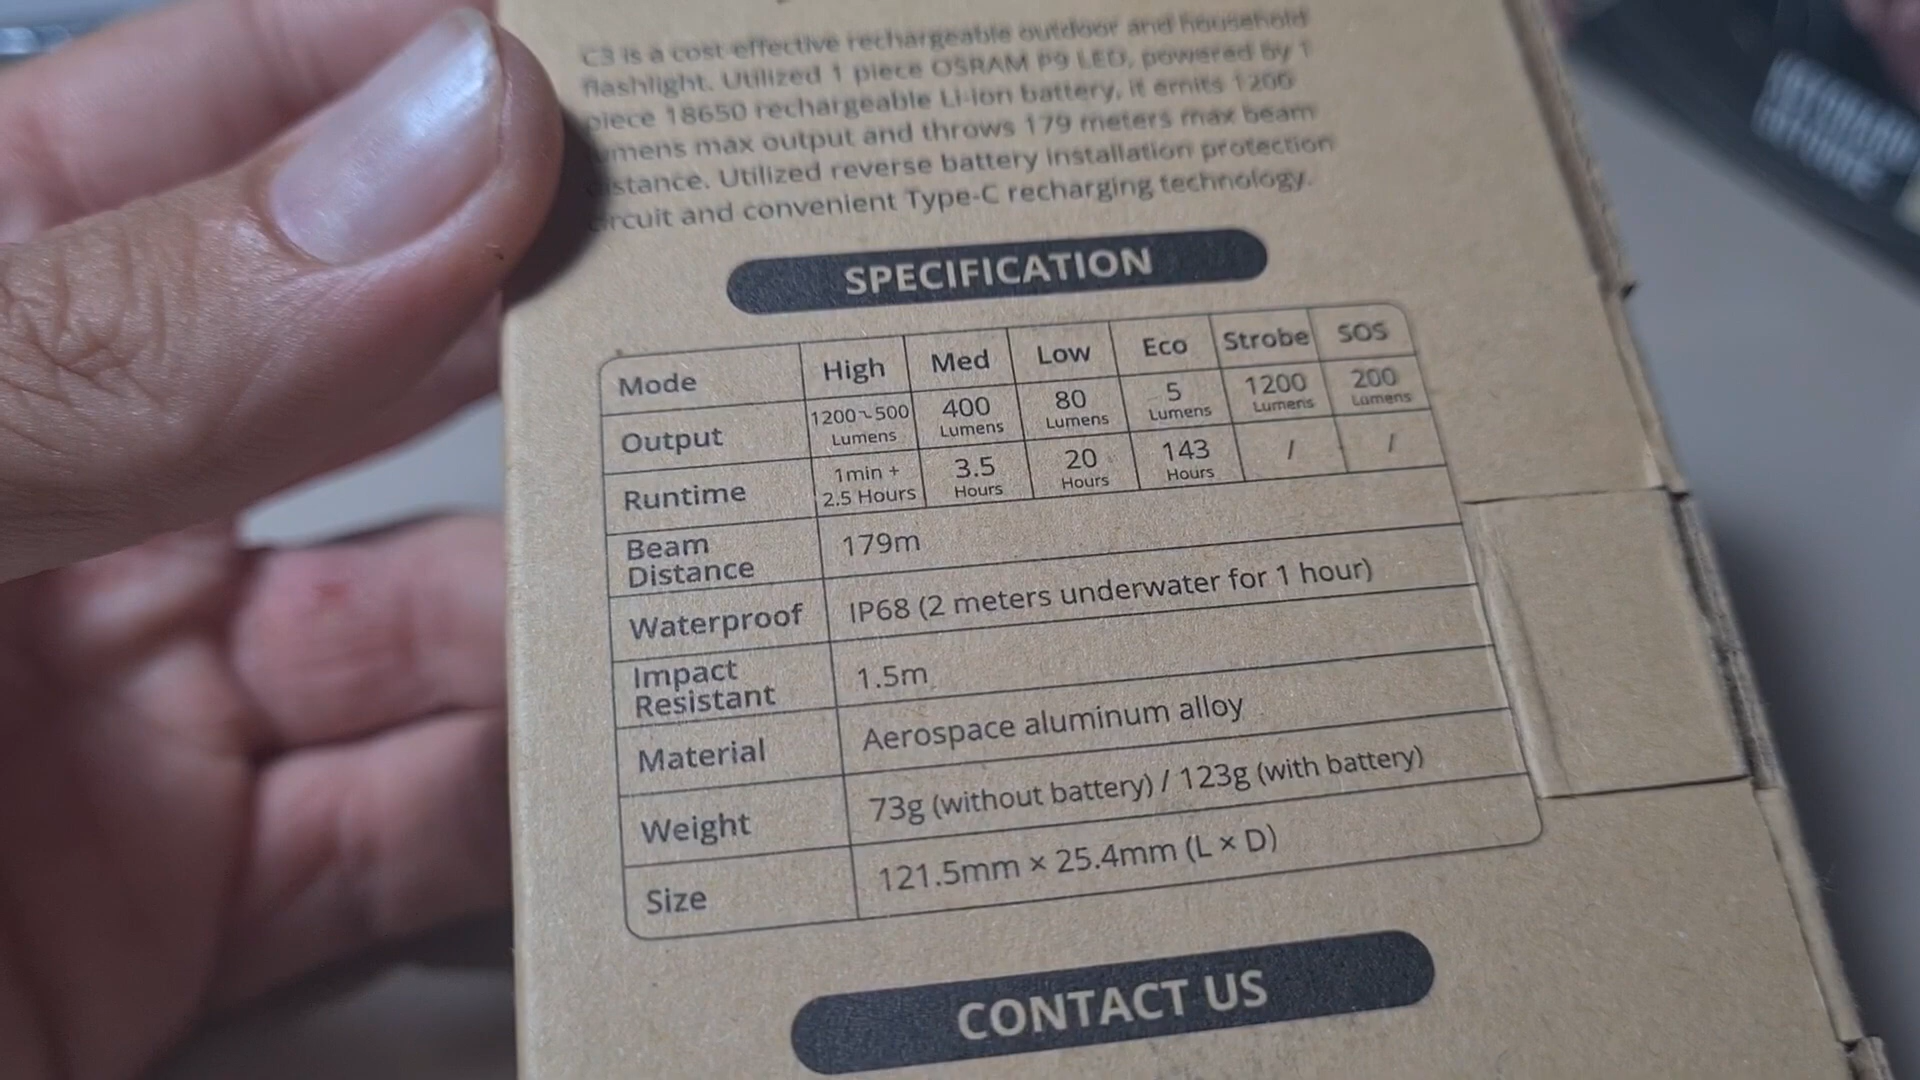 C3 is a cost-effective rechargeable outdoor and household
flashlight. Utilized 1 piece OSRAM P9 LED, powered by 1
piece 18650 rechargeable Li-ion battery, it emits 1200
umens max output and throws 179 meters max beam
istance. Utilized reverse battery installation protection
rcuit and convenient Type-C recharging technology.
SPECIFICATION
Mode High Med Low Eco Strobe SOS
Output 1200~500 Lumens 400 Lumens 80 Lumens 5 Lumens 1200 Lumens 200 Lumens
Runtime 1min + 2.5 Hours 3.5 Hours 20 Hours 143 Hours / /
Beam Distance 179m
Waterproof IP68 (2 meters underwater for 1 hour)
Impact Resistant 1.5m
Material Aerospace aluminum alloy
Weight 73g (without battery) / 123g (with battery)
Size 121.5mm × 25.4mm (L × D)
CONTACT US